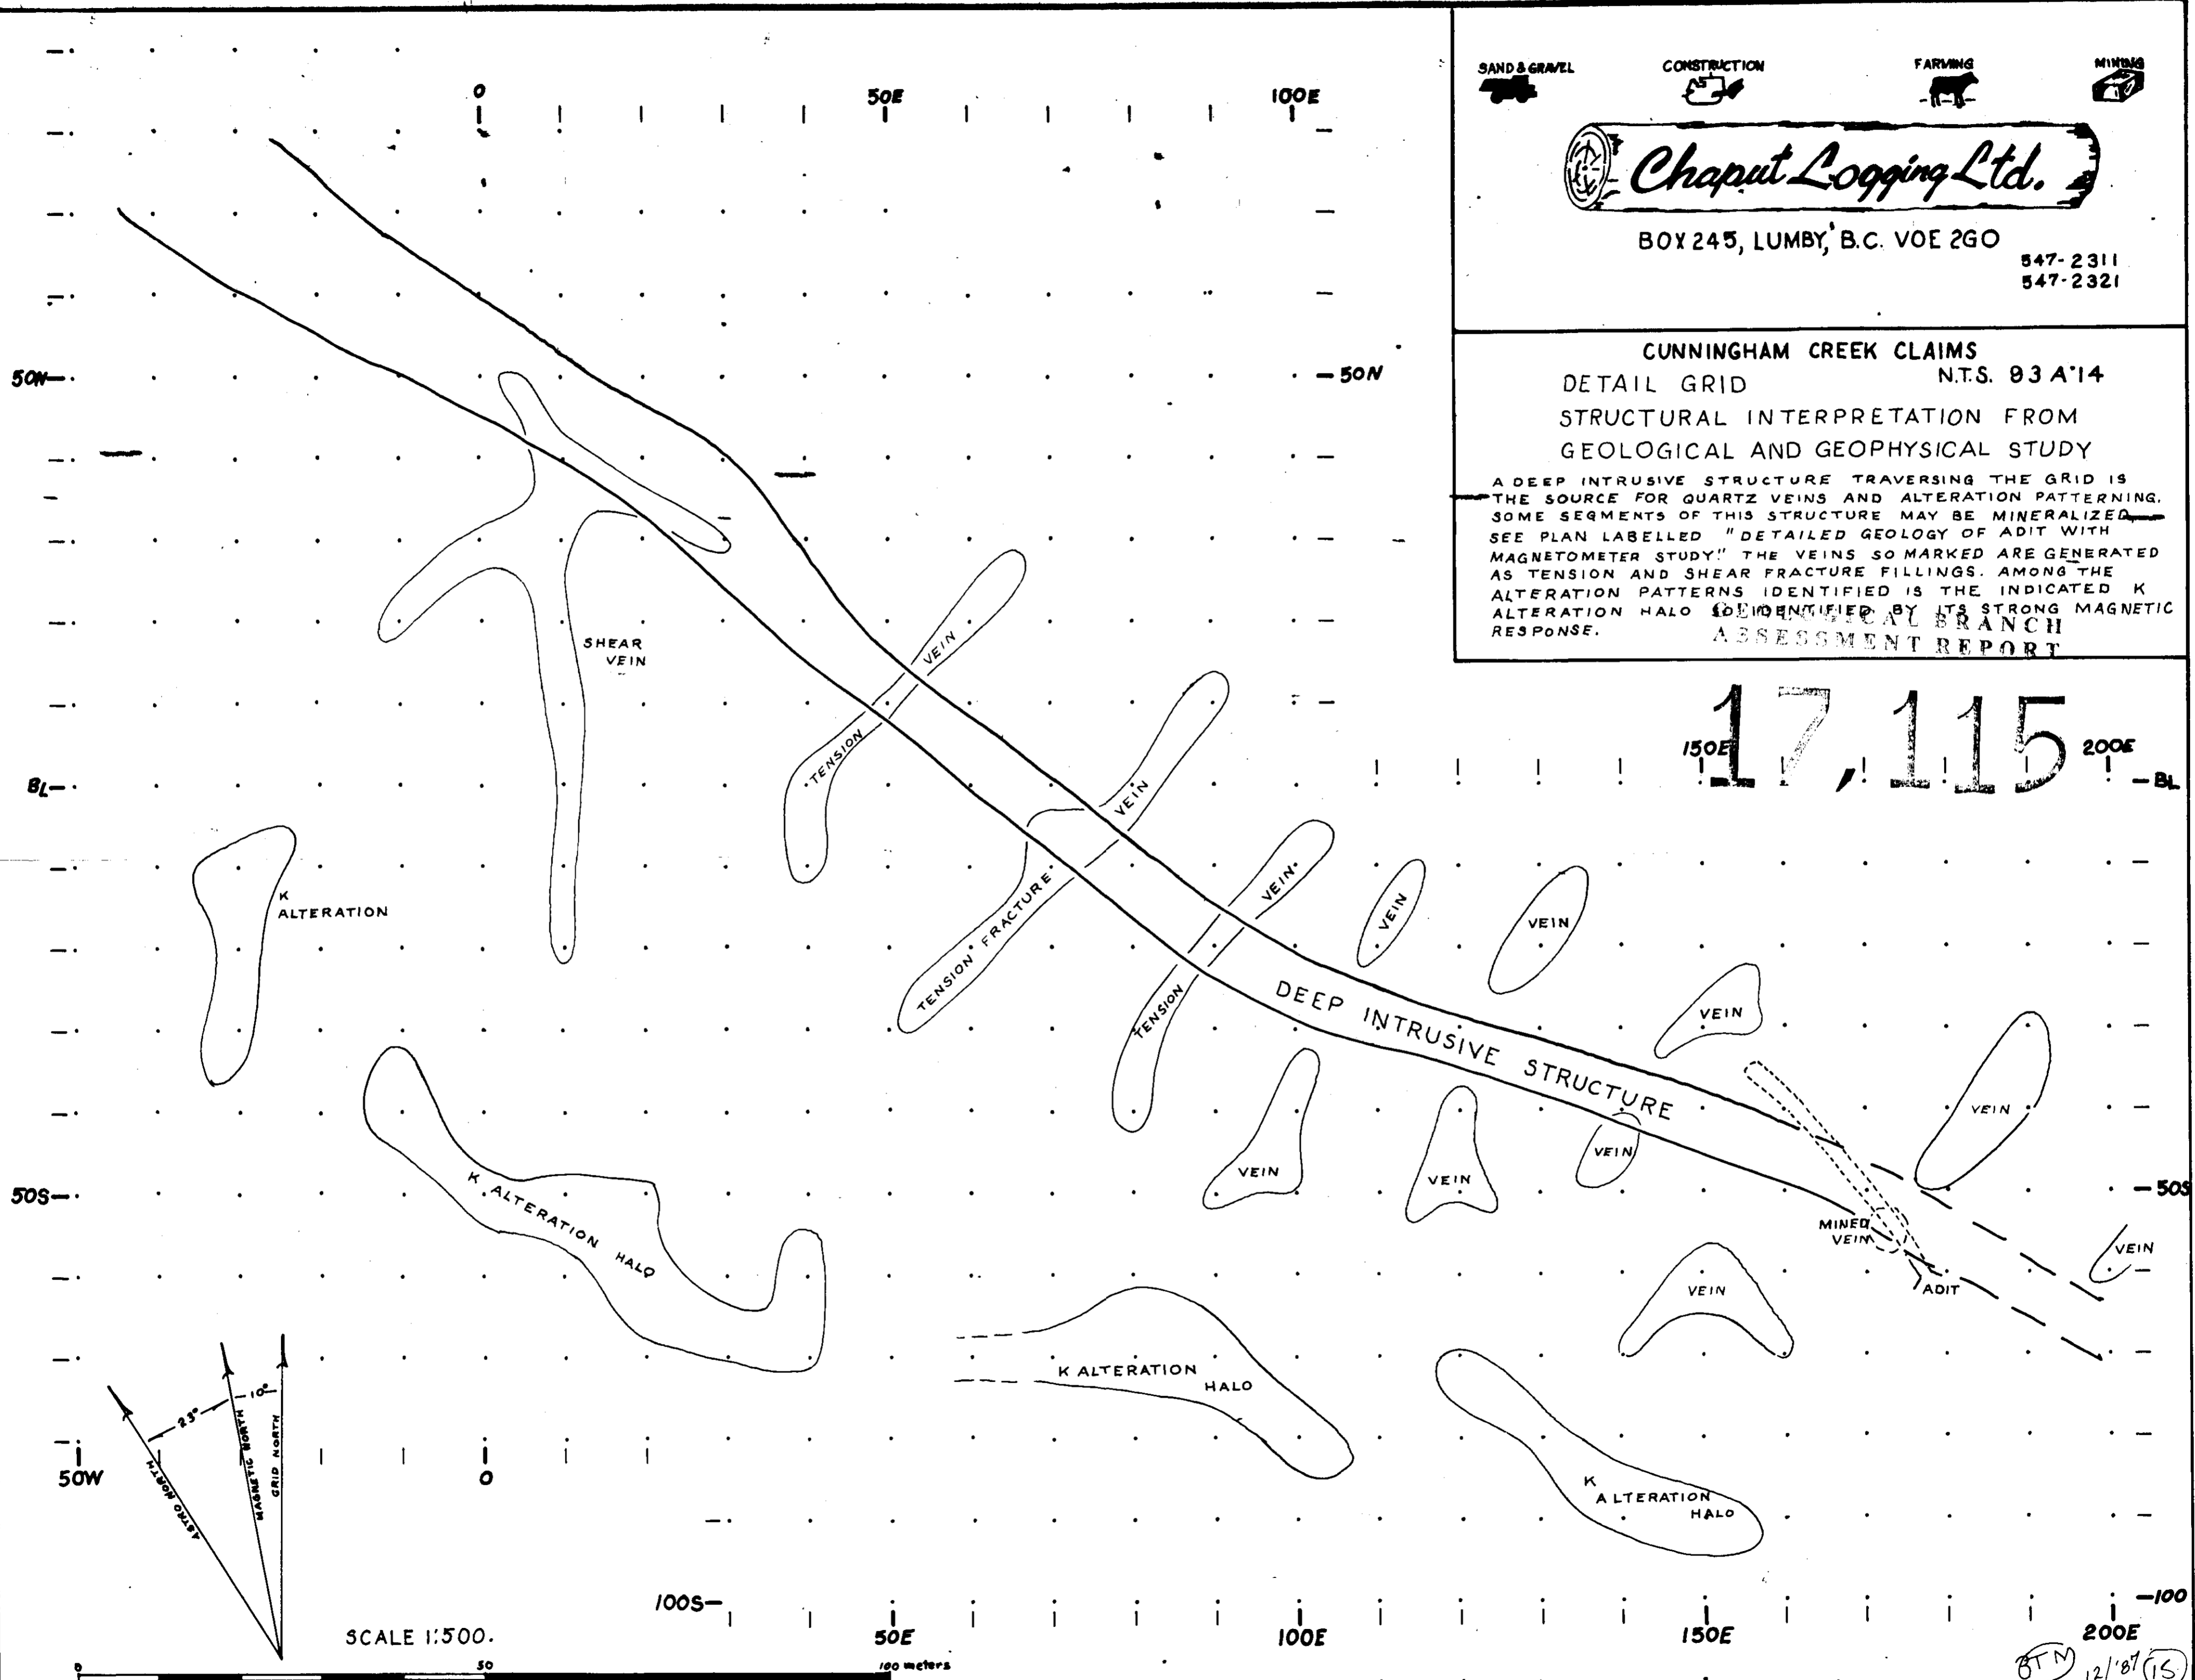 SAND & GRAVEL
CONSTRUCTION
FARMING
MINING
Chaput Logging Ltd.
BOX 245, LUMBY, B.C. V0E 2G0
547-2311
547-2321
CUNNINGHAM CREEK CLAIMS
DETAIL GRID N.T.S. 93 A 14
STRUCTURAL INTERPRETATION FROM
GEOLOGICAL AND GEOPHYSICAL STUDY
A DEEP INTRUSIVE STRUCTURE TRAVERSING THE GRID IS
THE SOURCE FOR QUARTZ VEINS AND ALTERATION PATTERNING.
SOME SEGMENTS OF THIS STRUCTURE MAY BE MINERALIZED
SEE PLAN LABELLED "DETAILED GEOLOGY OF ADIT WITH
MAGNETOMETER STUDY." THE VEINS SO MARKED ARE GENERATED
AS TENSION AND SHEAR FRACTURE FILLINGS. AMONG THE
ALTERATION PATTERNS IDENTIFIED IS THE INDICATED K
ALTERATION HALO IDENTIFIED BY ITS STRONG MAGNETIC
RESPONSE.
GEOLOGICAL BRANCH
ASSESSMENT REPORT
17,115
0
50E
100E
50N
50N
150E
200E
BL
BL
SHEAR
VEIN
TENSION VEIN
K
ALTERATION
TENSION FRACTURE VEIN
TENSION VEIN
VEIN
VEIN
VEIN
VEIN
DEEP INTRUSIVE STRUCTURE
VEIN
VEIN
VEIN
K ALTERATION HALO
50S
50S
MINED
VEIN
ADIT
VEIN
VEIN
K ALTERATION
HALO
K
ALTERATION
HALO
23°
10°
ASTRO NORTH
MAGNETIC NORTH
GRID NORTH
50W
0
100S
100
50E
100E
150E
200E
SCALE 1:500.
0
50
100 meters
BTN 12/'87 15